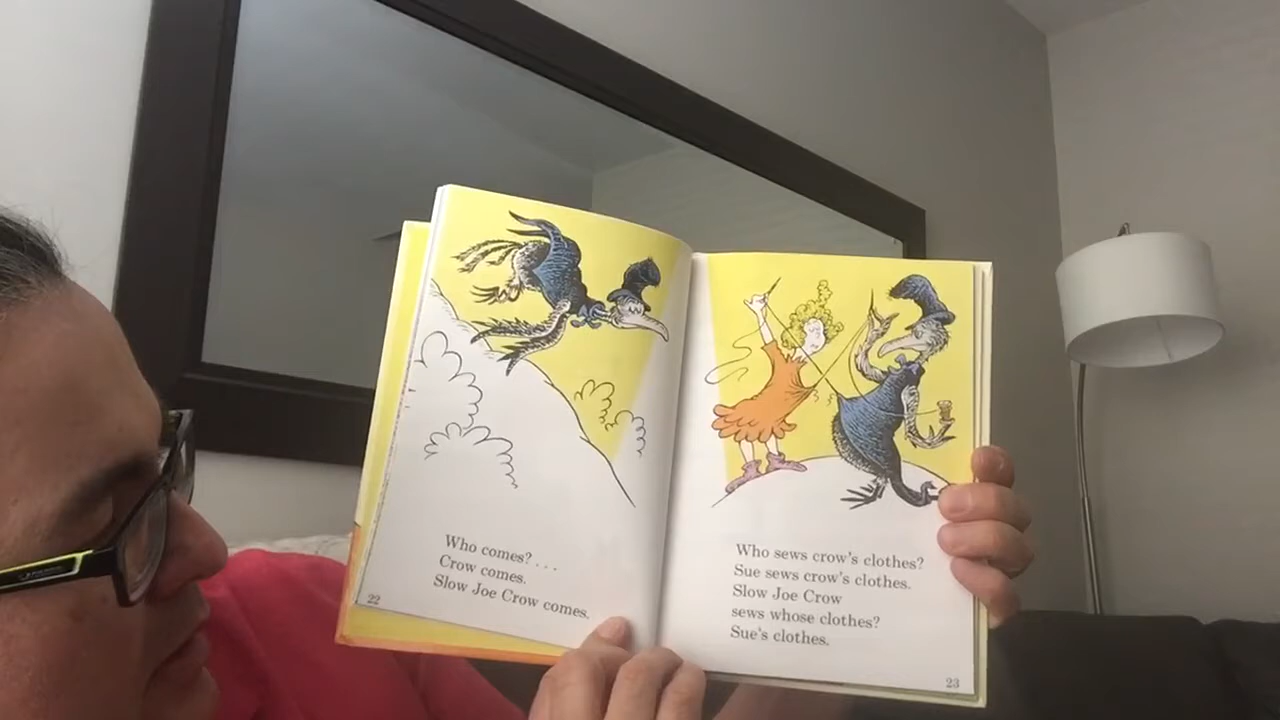 Who comes? . . .
Crow comes.
Slow Joe Crow comes.
22
Who sews crow's clothes?
Sue sews crow's clothes.
Slow Joe Crow
sews whose clothes?
Sue's clothes.
23